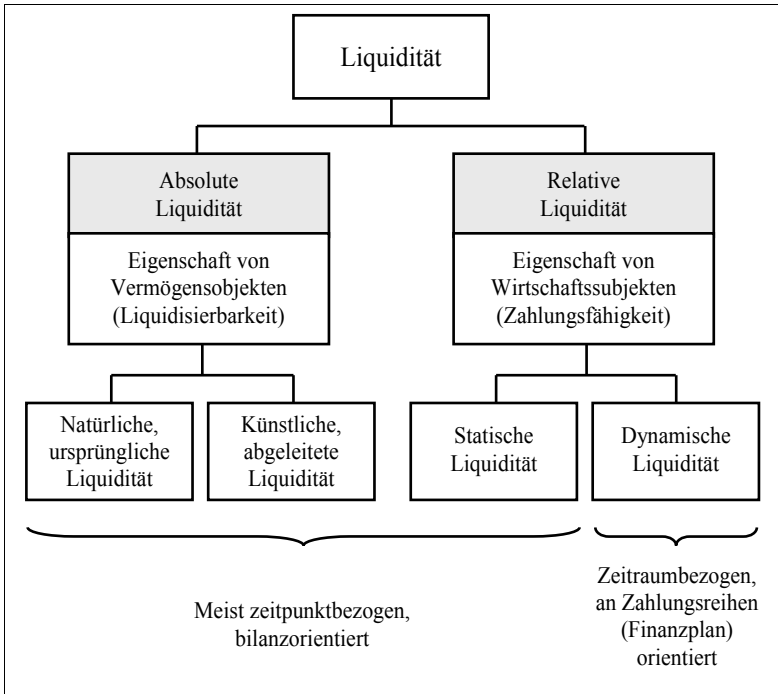 Liquidität
Absolute
Liquidität
Eigenschaft von
Vermögensobjekten
(Liquidisierbarkeit)
Relative
Liquidität
Eigenschaft von
Wirtschaftssubjekten
(Zahlungsfähigkeit)
Natürliche,
ursprüngliche
Liquidität
Künstliche,
abgeleitete
Liquidität
Statische
Liquidität
Dynamische
Liquidität
Meist zeitpunktbezogen,
bilanzorientiert
Zeitraumbezogen,
an Zahlungsreihen
(Finanzplan)
orientiert